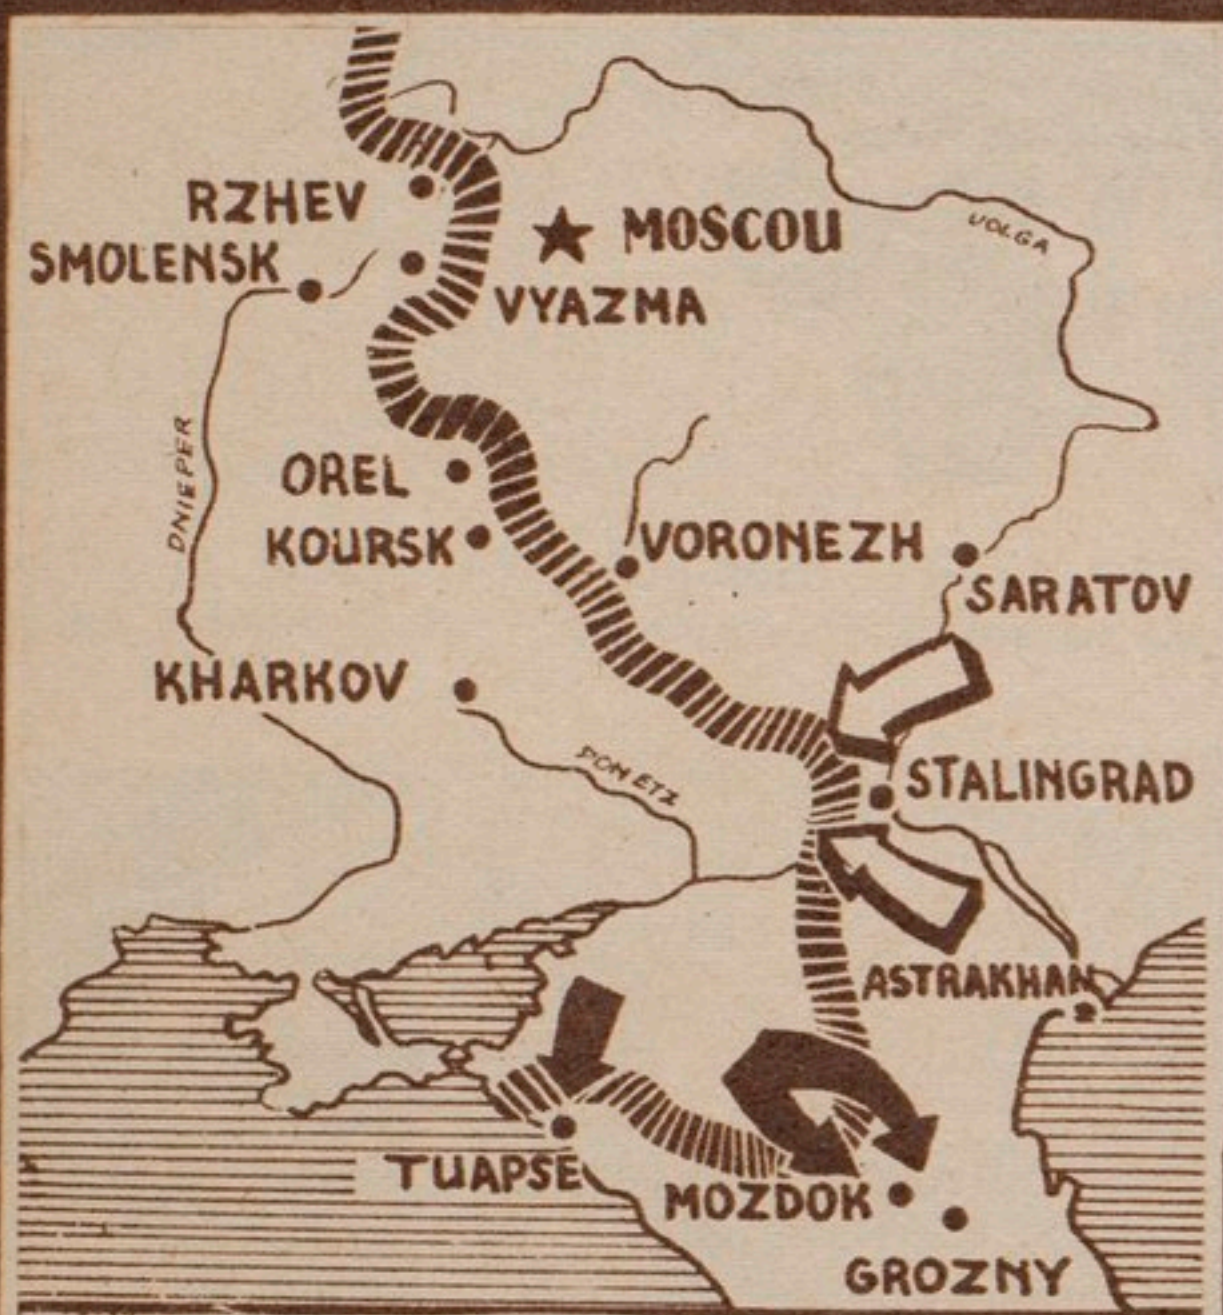 RZHEV
MOSCOU
VOLGA
SMOLENSK
VYAZMA
DNIEPER
OREL
KOURSK
VORONEZH
SARATOV
KHARKOV
DONETZ
STALINGRAD
ASTRAKHAN
TUAPSE
MOZDOK
GROZNY